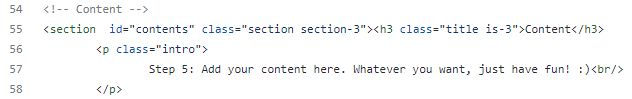 54 <!-- Content -->
55 <section  id="contents" class="section section-3"><h3 class="title is-3">Content</h3>
56 <p class="intro">
57 Step 5: Add your content here. Whatever you want, just have fun! :)<br/>
58 </p>